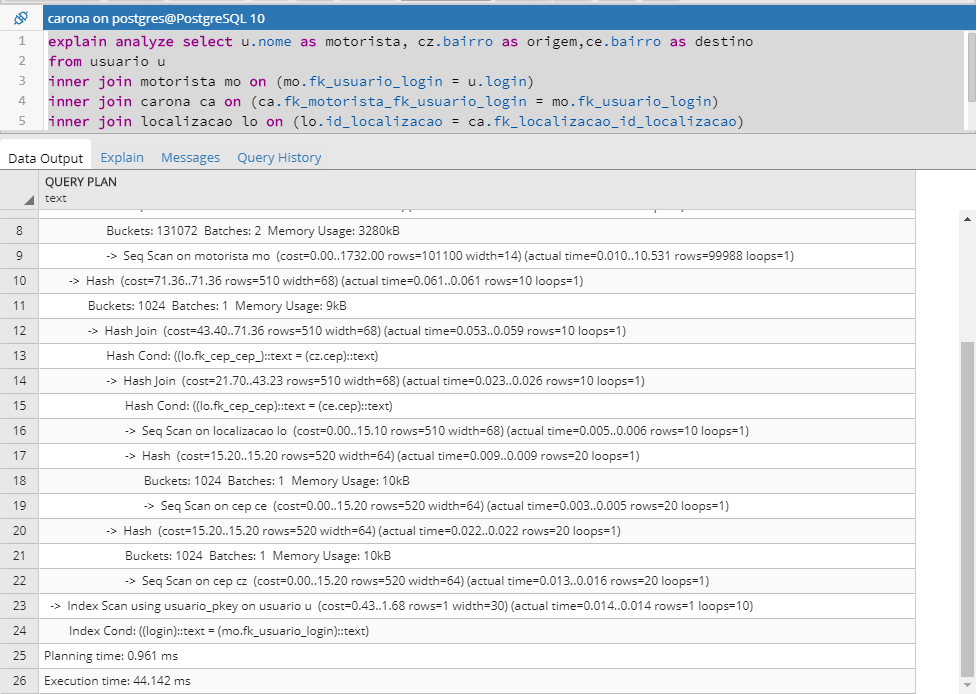 carona on postgres@PostgreSQL 10
1 explain analyze select u.nome as motorista, cz.bairro as origem,ce.bairro as destino
2 from usuario u
3 inner join motorista mo on (mo.fk_usuario_login = u.login)
4 inner join carona ca on (ca.fk_motorista_fk_usuario_login = mo.fk_usuario_login)
5 inner join localizacao lo on (lo.id_localizacao = ca.fk_localizacao_id_localizacao)
Data Output Explain Messages Query History
QUERY PLAN
text
8 Buckets: 131072 Batches: 2 Memory Usage: 3280kB
9 -> Seq Scan on motorista mo (cost=0.00..1732.00 rows=101100 width=14) (actual time=0.010..10.531 rows=99988 loops=1)
10 -> Hash (cost=71.36..71.36 rows=510 width=68) (actual time=0.061..0.061 rows=10 loops=1)
11 Buckets: 1024 Batches: 1 Memory Usage: 9kB
12 -> Hash Join (cost=43.40..71.36 rows=510 width=68) (actual time=0.053..0.059 rows=10 loops=1)
13 Hash Cond: ((lo.fk_cep_cep_)::text = (cz.cep)::text)
14 -> Hash Join (cost=21.70..43.23 rows=510 width=68) (actual time=0.023..0.026 rows=10 loops=1)
15 Hash Cond: ((lo.fk_cep_cep)::text = (ce.cep)::text)
16 -> Seq Scan on localizacao lo (cost=0.00..15.10 rows=510 width=68) (actual time=0.005..0.006 rows=10 loops=1)
17 -> Hash (cost=15.20..15.20 rows=520 width=64) (actual time=0.009..0.009 rows=20 loops=1)
18 Buckets: 1024 Batches: 1 Memory Usage: 10kB
19 -> Seq Scan on cep ce (cost=0.00..15.20 rows=520 width=64) (actual time=0.003..0.005 rows=20 loops=1)
20 -> Hash (cost=15.20..15.20 rows=520 width=64) (actual time=0.022..0.022 rows=20 loops=1)
21 Buckets: 1024 Batches: 1 Memory Usage: 10kB
22 -> Seq Scan on cep cz (cost=0.00..15.20 rows=520 width=64) (actual time=0.013..0.016 rows=20 loops=1)
23 -> Index Scan using usuario_pkey on usuario u (cost=0.43..1.68 rows=1 width=30) (actual time=0.014..0.014 rows=1 loops=10)
24 Index Cond: ((login)::text = (mo.fk_usuario_login)::text)
25 Planning time: 0.961 ms
26 Execution time: 44.142 ms